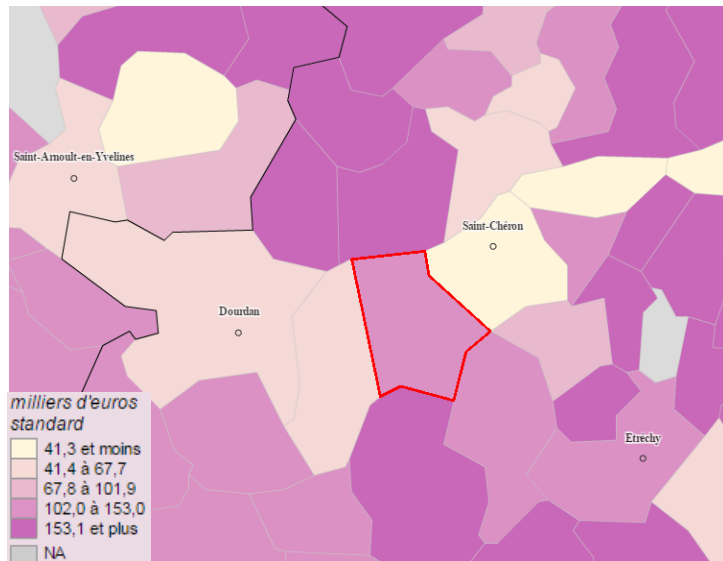 Saint-Arnoult-en-Yvelines
Saint-Chéron
Dourdan
Etréchy
milliers d'euros
standard
41,3 et moins
41,4 à 67,7
67,8 à 101,9
102,0 à 153,0
153,1 et plus
NA